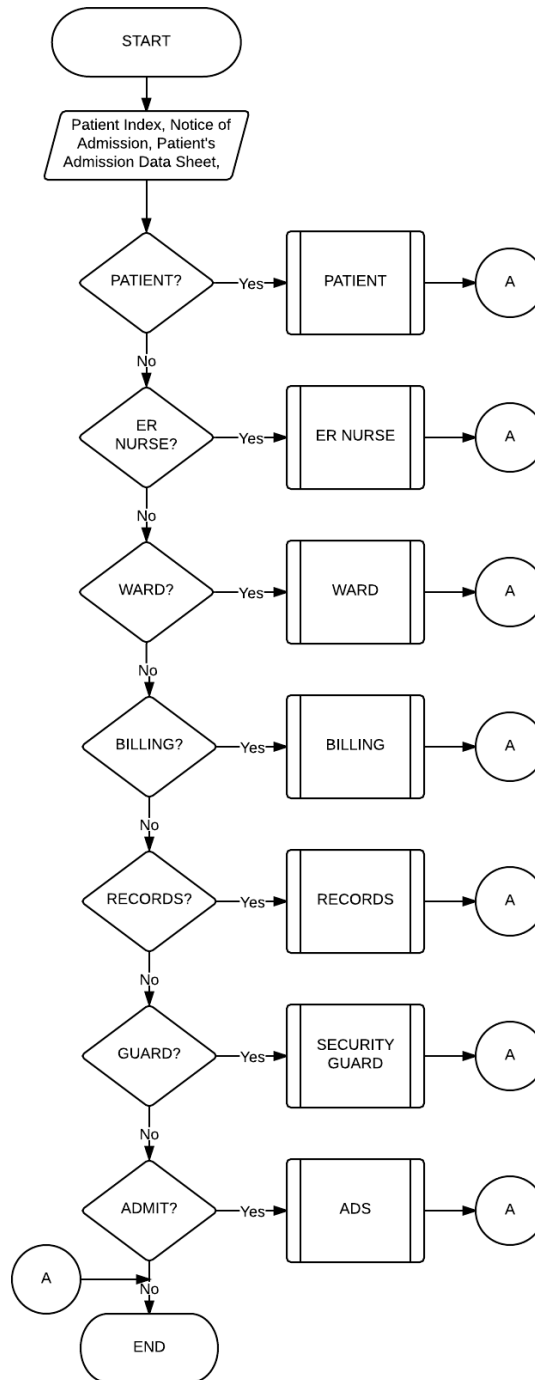 START
Patient Index, Notice of
Admission, Patient's
Admission Data Sheet,
PATIENT?
Yes
PATIENT
A
No
ER
NURSE?
Yes
ER NURSE
A
No
WARD?
Yes
WARD
A
No
BILLING?
Yes
BILLING
A
No
RECORDS?
Yes
RECORDS
A
No
GUARD?
Yes
SECURITY
GUARD
A
No
ADMIT?
Yes
ADS
A
A
No
END